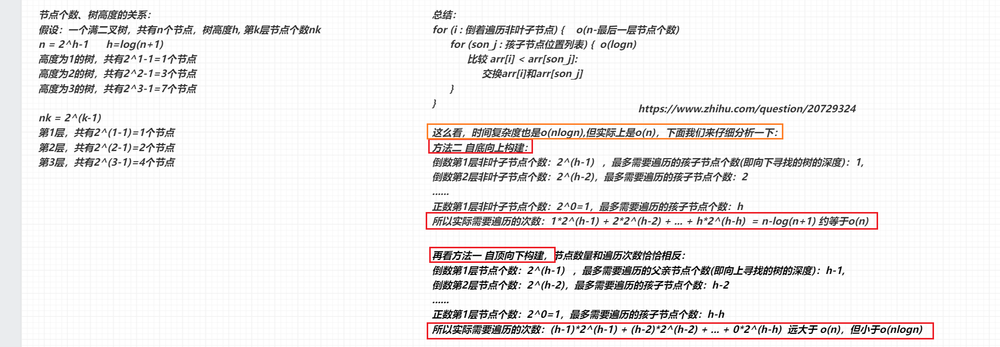 节点个数、树高度的关系：
假设：一个满二叉树，共有n个节点，树高度h, 第k层节点个数nk
n = 2^h-1 h=log(n+1)
高度为1的树，共有2^1-1=1个节点
高度为2的树，共有2^2-1=3个节点
高度为3的树，共有2^3-1=7个节点
nk = 2^(k-1)
第1层，共有2^(1-1)=1个节点
第2层，共有2^(2-1)=2个节点
第3层，共有2^(3-1)=4个节点
总结：
for (i : 倒着遍历非叶子节点) { o(n-最后一层节点个数)
for (son_j : 孩子节点位置列表) { o(logn)
比较 arr[i] < arr[son_j]:
交换arr[i]和arr[son_j]
}
}
https://www.zhihu.com/question/20729324
这么看，时间复杂度也是o(nlogn),但实际上是o(n)，下面我们来仔细分析一下：
方法二 自底向上构建：
倒数第1层非叶子节点个数：2^(h-1) ，最多需要遍历的孩子节点个数(即向下寻找的树的深度)：1,
倒数第2层非叶子节点个数：2^(h-2)，最多需要遍历的孩子节点个数：2
......
正数第1层非叶子节点个数：2^0=1，最多需要遍历的孩子节点个数：h
所以实际需要遍历的次数：1*2^(h-1) + 2*2^(h-2) + ... + h*2^(h-h) = n-log(n+1) 约等于o(n)
再看方法一 自顶向下构建，节点数量和遍历次数恰恰相反：
倒数第1层节点个数：2^(h-1) ，最多需要遍历的父亲节点个数(即向上寻找的树的深度)：h-1,
倒数第2层节点个数：2^(h-2)，最多需要遍历的孩子节点个数：h-2
......
正数第1层节点个数：2^0=1，最多需要遍历的孩子节点个数：h-h
所以实际需要遍历的次数：(h-1)*2^(h-1) + (h-2)*2^(h-2) + ... + 0*2^(h-h) 远大于 o(n)，但小于o(nlogn)